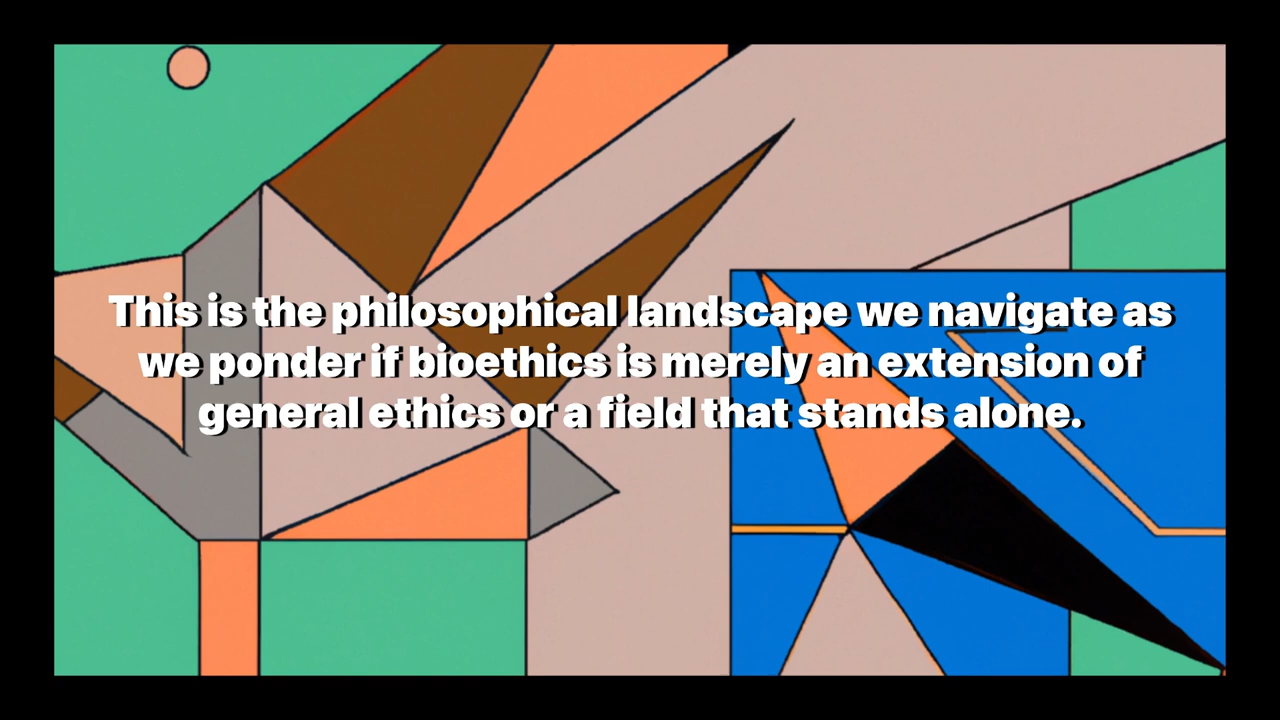 This is the philosophical landscape we navigate as
we ponder if bioethics is merely an extension of
general ethics or a field that stands alone.